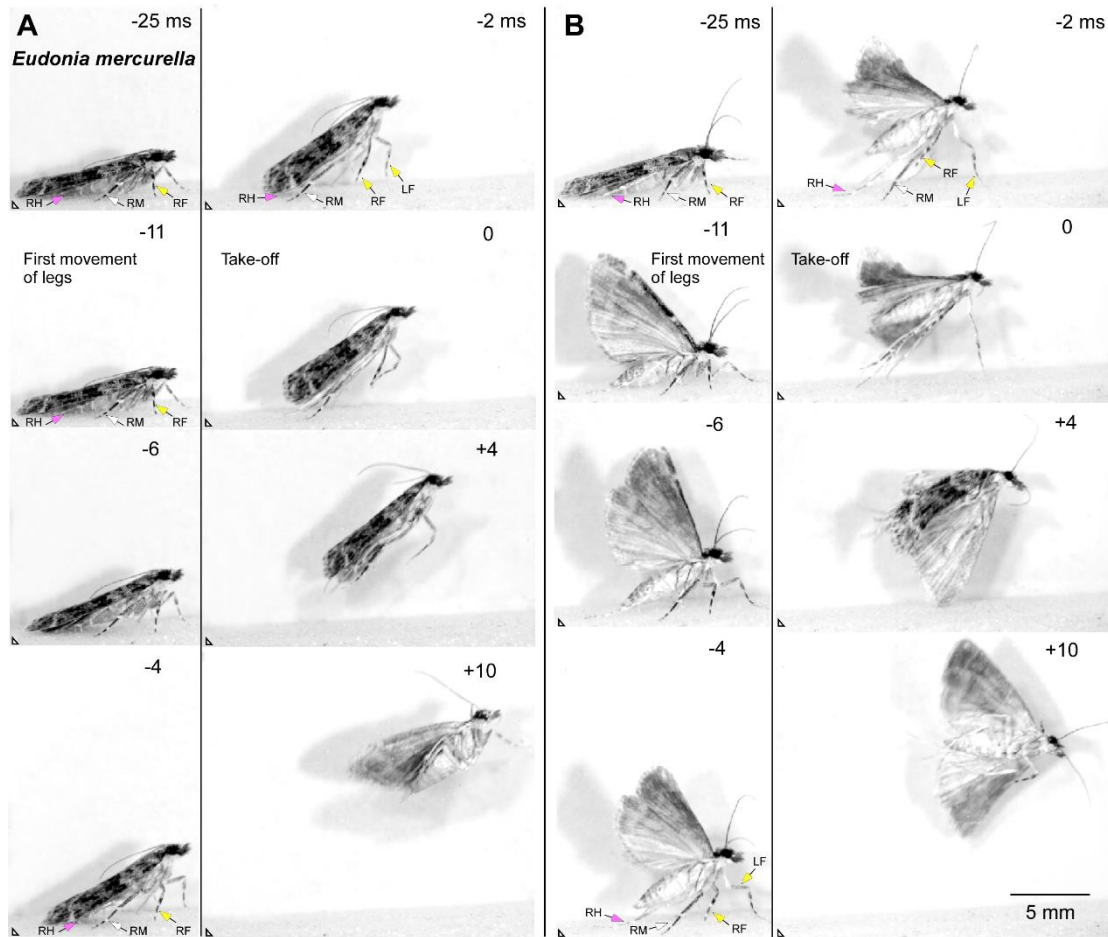 A
-25 ms
Eudonia mercurella
RH
RM
RF
-11
First movement
of legs
RH
RM
RF
-6
-4
RH
RM
RF
-2 ms
RH
RM
RF
LF
0
Take-off
+4
+10
B
-25 ms
RH
RM
RF
-11
First movement
of legs
-6
-4
LF
RH
RM
RF
-2 ms
RH
RF
RM
LF
0
Take-off
+4
+10
5 mm